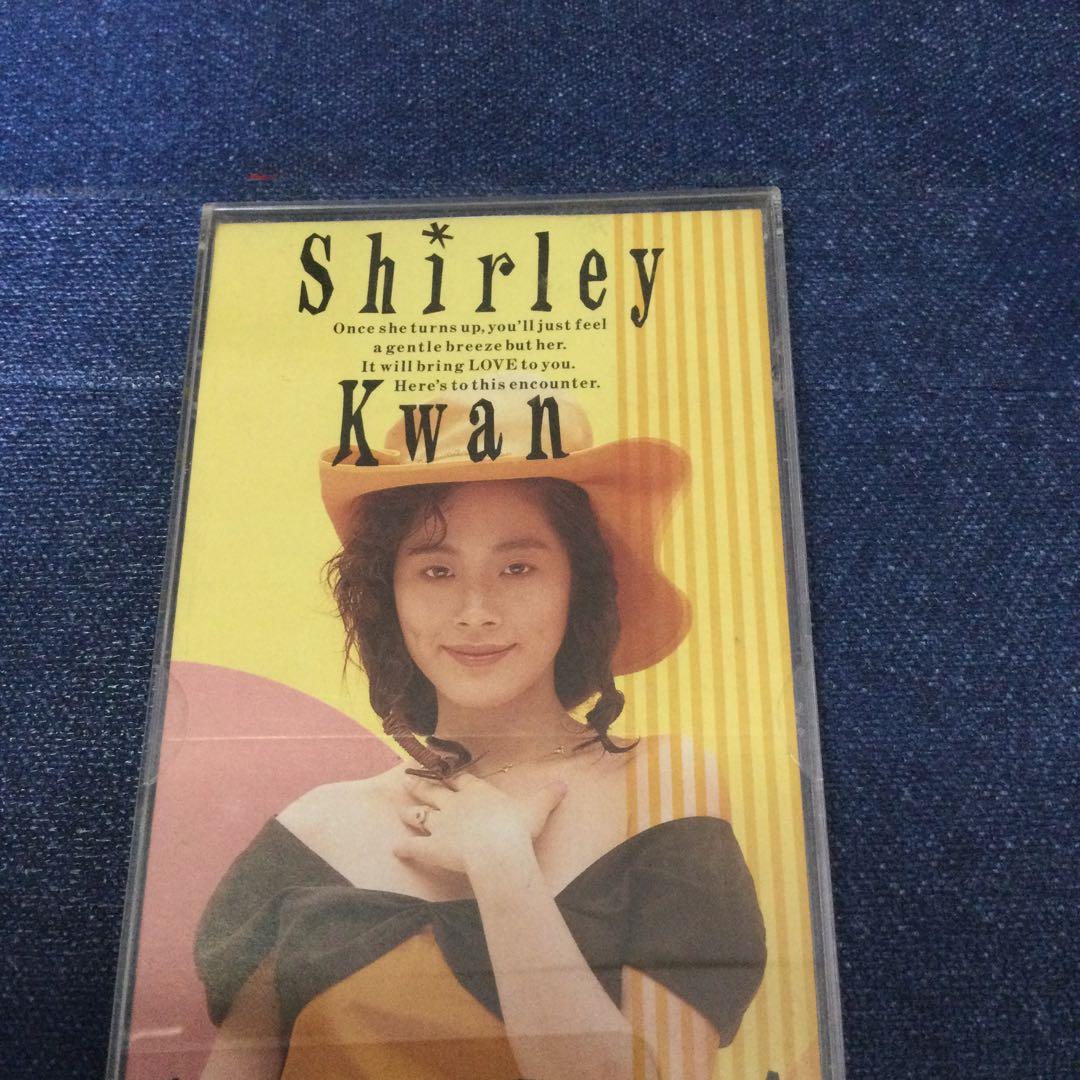 Shirley
Once she turns up, you'll just feel
a gentle breeze but her.
It will bring LOVE to you.
Here's to this encounter.
Kwan